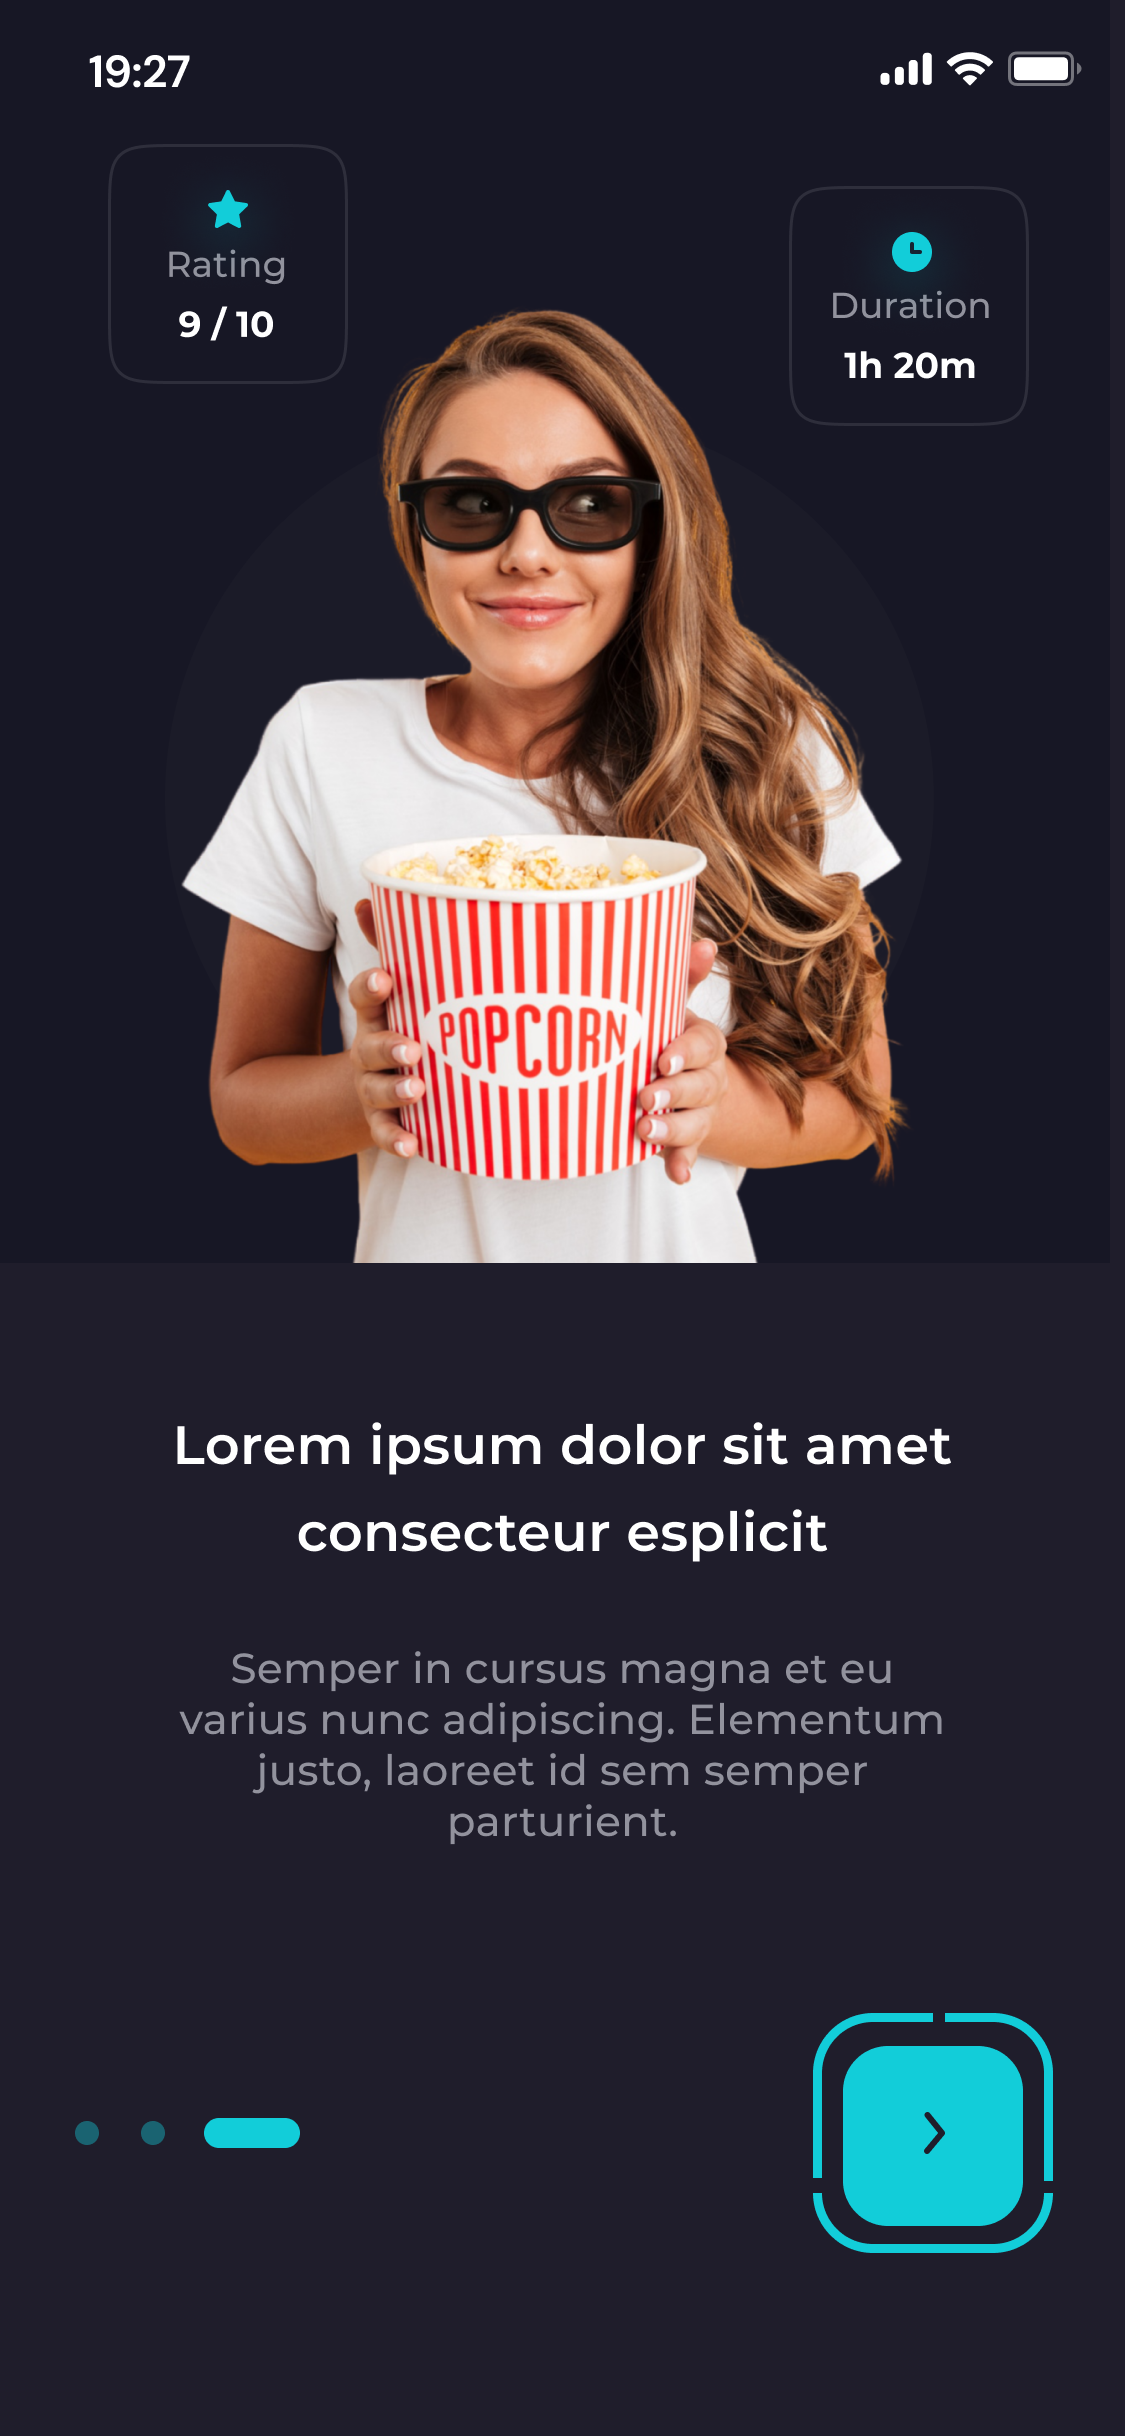 19:27
Rating
9 / 10
Duration
1h 20m
POPCORN
Lorem ipsum dolor sit amet
consecteur esplicit
Semper in cursus magna et eu
varius nunc adipiscing. Elementum
justo, laoreet id sem semper
parturient.